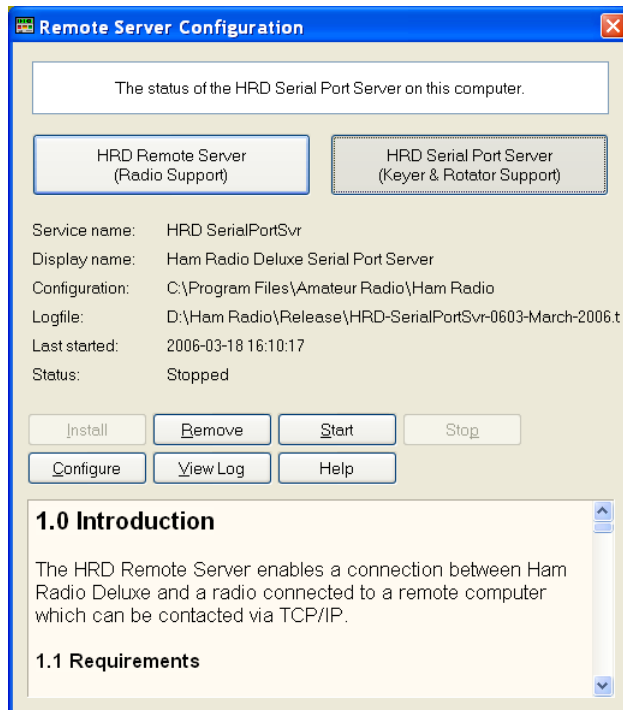 Remote Server Configuration
The status of the HRD Serial Port Server on this computer.
HRD Remote Server
(Radio Support)
HRD Serial Port Server
(Keyer & Rotator Support)
Service name: HRD SerialPortSvr
Display name: Ham Radio Deluxe Serial Port Server
Configuration: C:\Program Files\Amateur Radio\Ham Radio
Logfile: D:\Ham Radio\Release\HRD-SerialPortSvr-0603-March-2006.t
Last started: 2006-03-18 16:10:17
Status: Stopped
Install Remove Start Stop
Configure View Log Help
1.0 Introduction
The HRD Remote Server enables a connection between Ham
Radio Deluxe and a radio connected to a remote computer
which can be contacted via TCP/IP.
1.1 Requirements